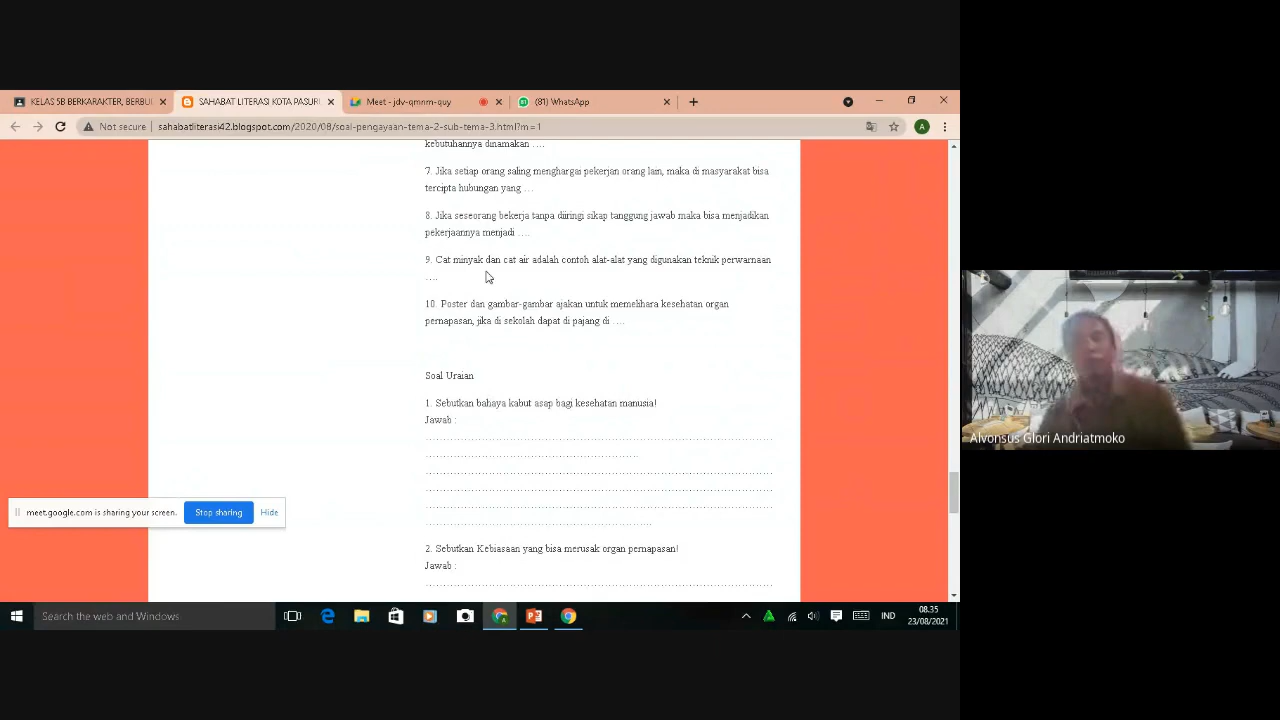 KELAS 5B BERKARAKTER, BERBU
SAHABAT LITERASI KOTA PASURU
Meet - jdv-qmnm-quy
(81) WhatsApp
Not secure
sahabatliterasi42.blogspot.com/2020/08/soal-pengayaan-tema-2-sub-tema-3.html?m=1
A
kebutuhannya dinamakan ....
7. Jika setiap orang saling menghargai pekerjan orang lain, maka di masyarakat bisa
tercipta hubungan yang ...
8. Jika seseorang bekerja tanpa diiringi sikap tanggung jawab maka bisa menjadikan
pekerjaannya menjadi ....
9. Cat minyak dan cat air adalah contoh alat-alat yang digunakan teknik perwarnaan
....
10. Poster dan gambar-gambar ajakan untuk memelihara kesehatan organ
pernapasan, jika di sekolah dapat di pajang di ....
Soal Uraian
1. Sebutkan bahaya kabut asap bagi kesehatan manusia!
Jawab :
2. Sebutkan Kebiasaan yang bisa merusak organ pernapasan!
Jawab :
meet.google.com is sharing your screen.
Stop sharing
Hide
Alvonsus Glori Andriatmoko
Search the web and Windows
IND
08.35
23/08/2021